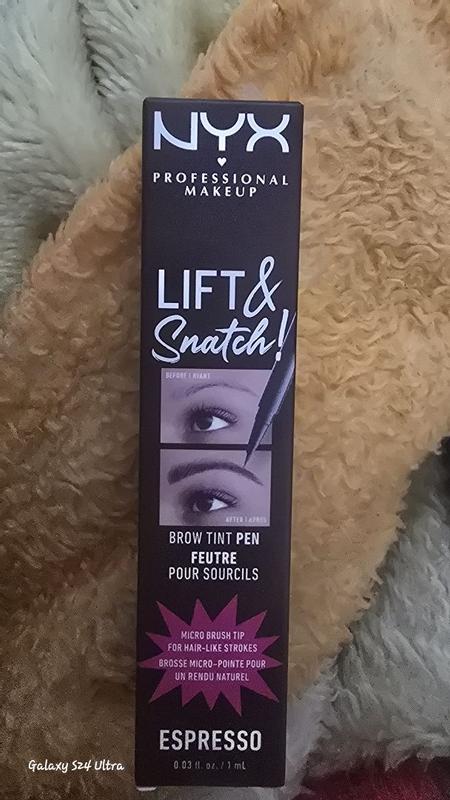 NYX
PROFESSIONAL
MAKEUP
LIFT&
Snatch!
BEFORE | AVANT
AFTER | APRÈS
BROW TINT PEN
FEUTRE
POUR SOURCILS
MICRO BRUSH TIP
FOR HAIR-LIKE STROKES
BROSSE MICRO-POINTE POUR
UN RENDU NATUREL
ESPRESSO
0.03 fl. oz. / 1 mL
Galaxy S24 Ultra